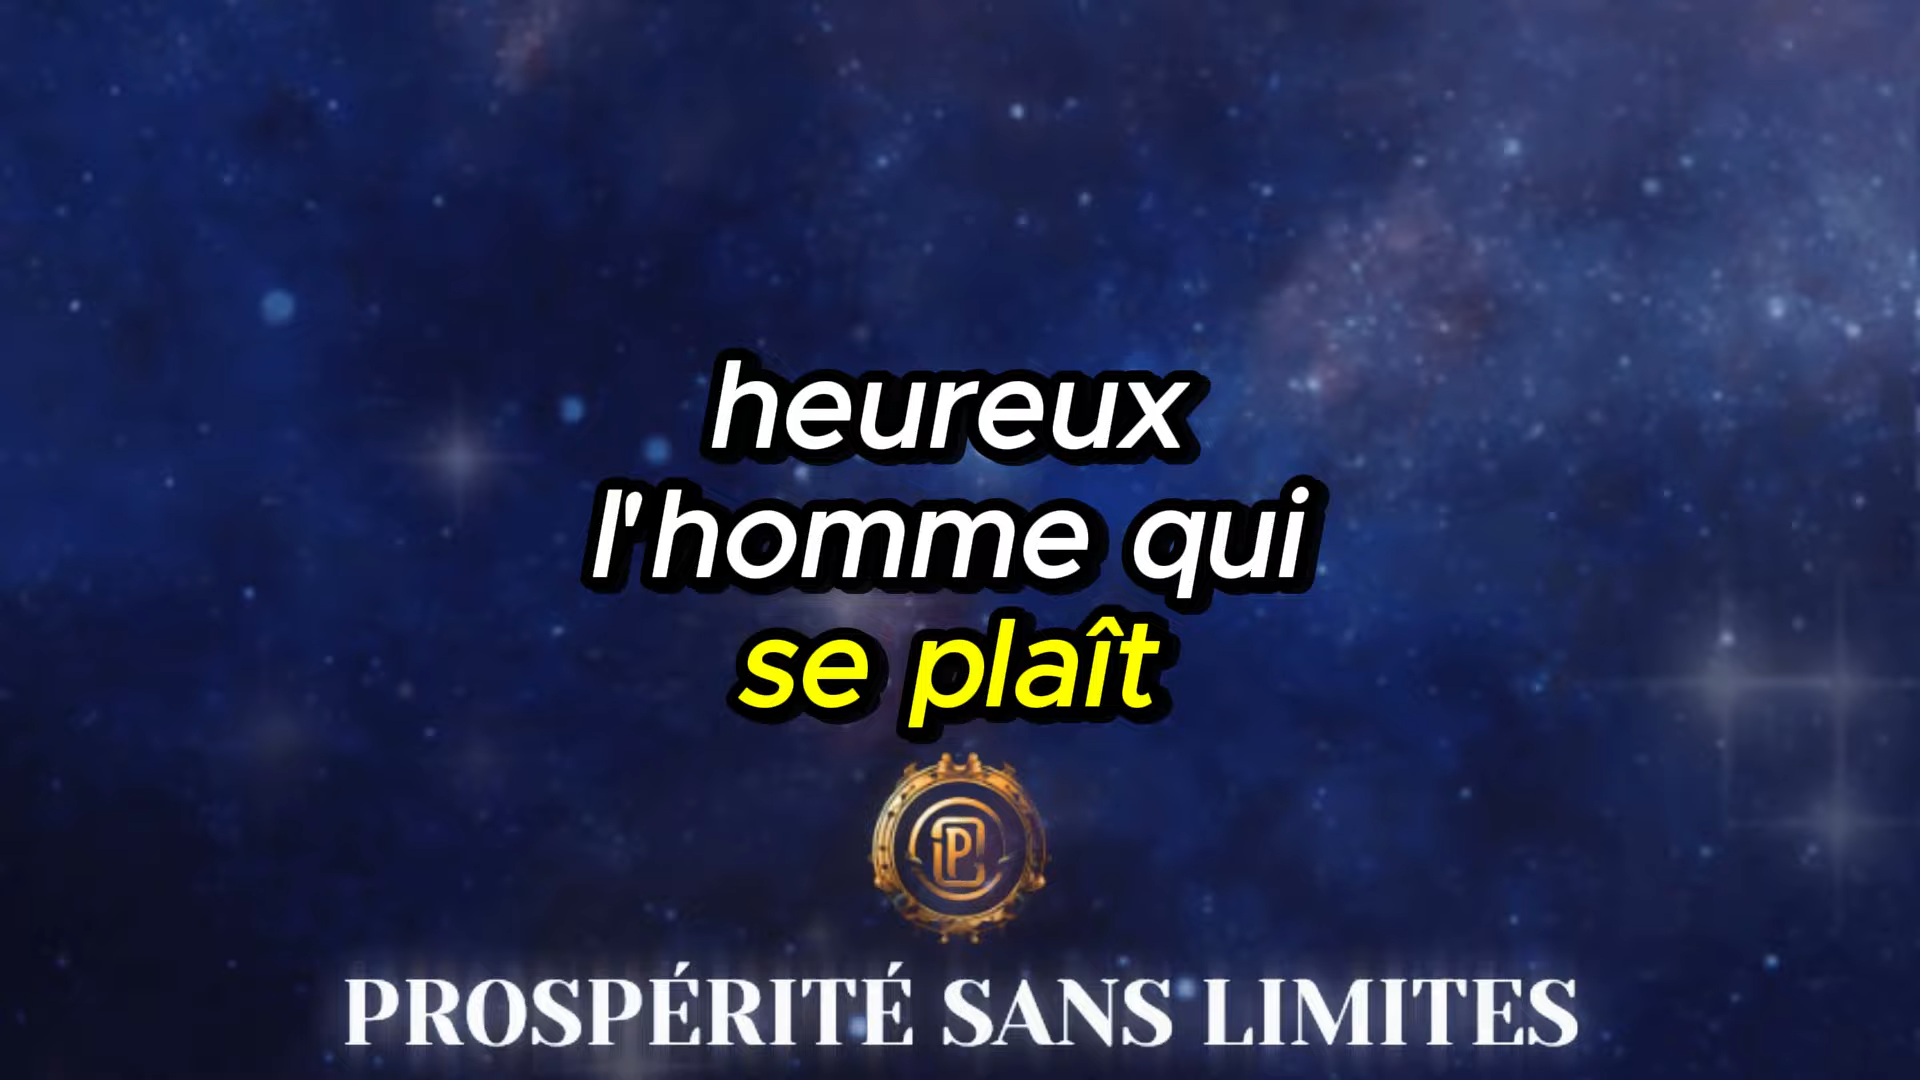 heureux
l'homme qui
se plaît
P
PROSPÉRITÉ SANS LIMITES